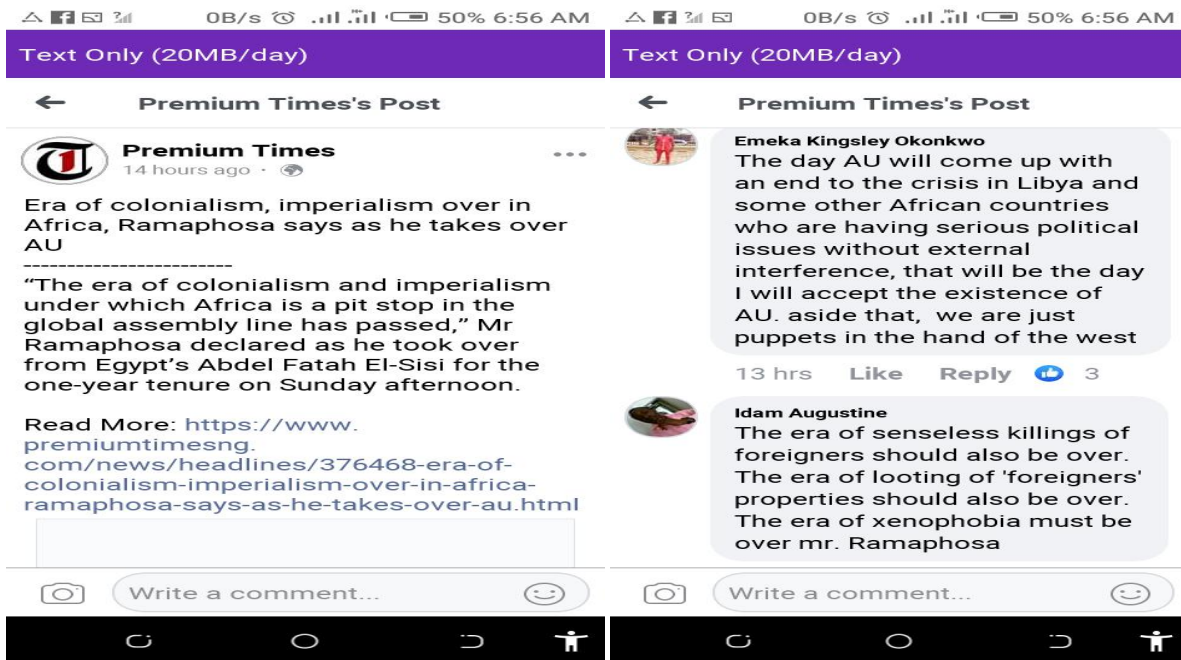 0B/s 50% 6:56 AM
Text Only (20MB/day)
Premium Times's Post
Premium Times
14 hours ago ·
Era of colonialism, imperialism over in
Africa, Ramaphosa says as he takes over
AU
-------------------------
“The era of colonialism and imperialism
under which Africa is a pit stop in the
global assembly line has passed,” Mr
Ramaphosa declared as he took over
from Egypt’s Abdel Fatah El-Sisi for the
one-year tenure on Sunday afternoon.
Read More: https://www.
premiumtimesng.
com/news/headlines/376468-era-of-
colonialism-imperialism-over-in-africa-
ramaphosa-says-as-he-takes-over-au.html
Write a comment...
0B/s 50% 6:56 AM
Text Only (20MB/day)
Premium Times's Post
Emeka Kingsley Okonkwo
The day AU will come up with
an end to the crisis in Libya and
some other African countries
who are having serious political
issues without external
interference, that will be the day
I will accept the existence of
AU. aside that, we are just
puppets in the hand of the west
13 hrs Like Reply 3
Idam Augustine
The era of senseless killings of
foreigners should also be over.
The era of looting of 'foreigners'
properties should also be over.
The era of xenophobia must be
over mr. Ramaphosa
Write a comment...